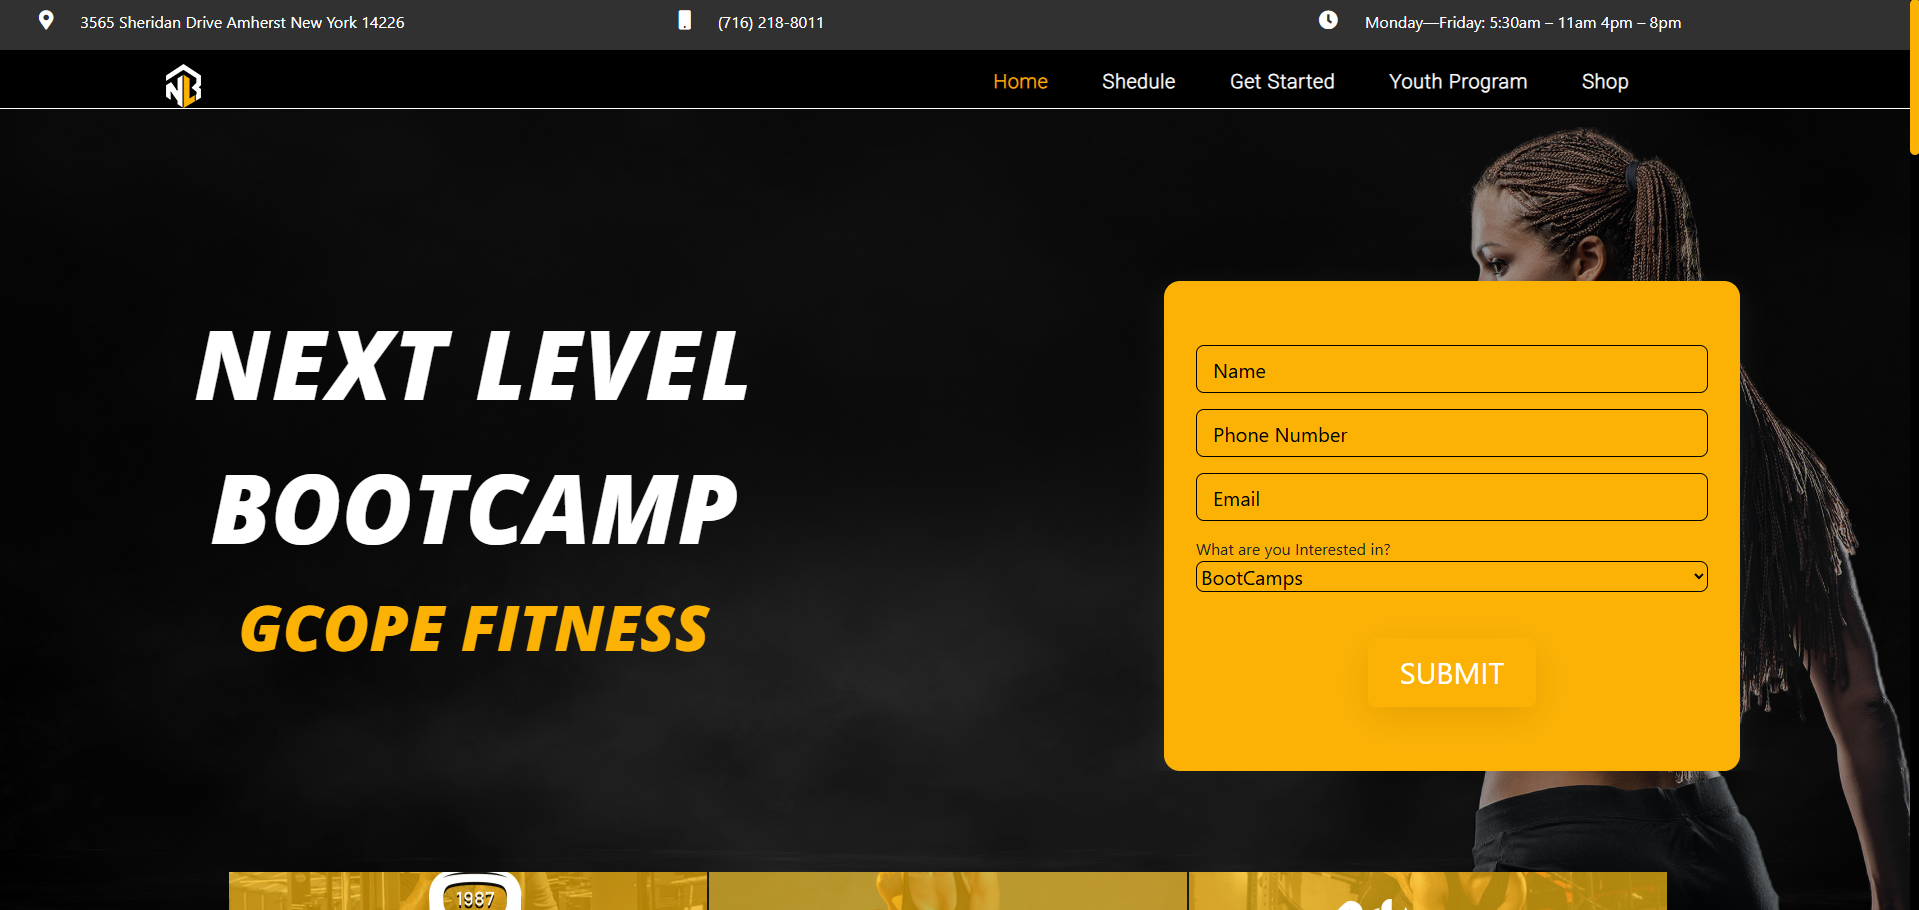 3565 Sheridan Drive Amherst New York 14226
(716) 218-8011
Monday—Friday: 5:30am – 11am 4pm – 8pm
NLB
Home
Shedule
Get Started
Youth Program
Shop
NEXT LEVEL
BOOTCAMP
GCOPE FITNESS
Name
Phone Number
Email
What are you Interested in?
BootCamps
SUBMIT
1987